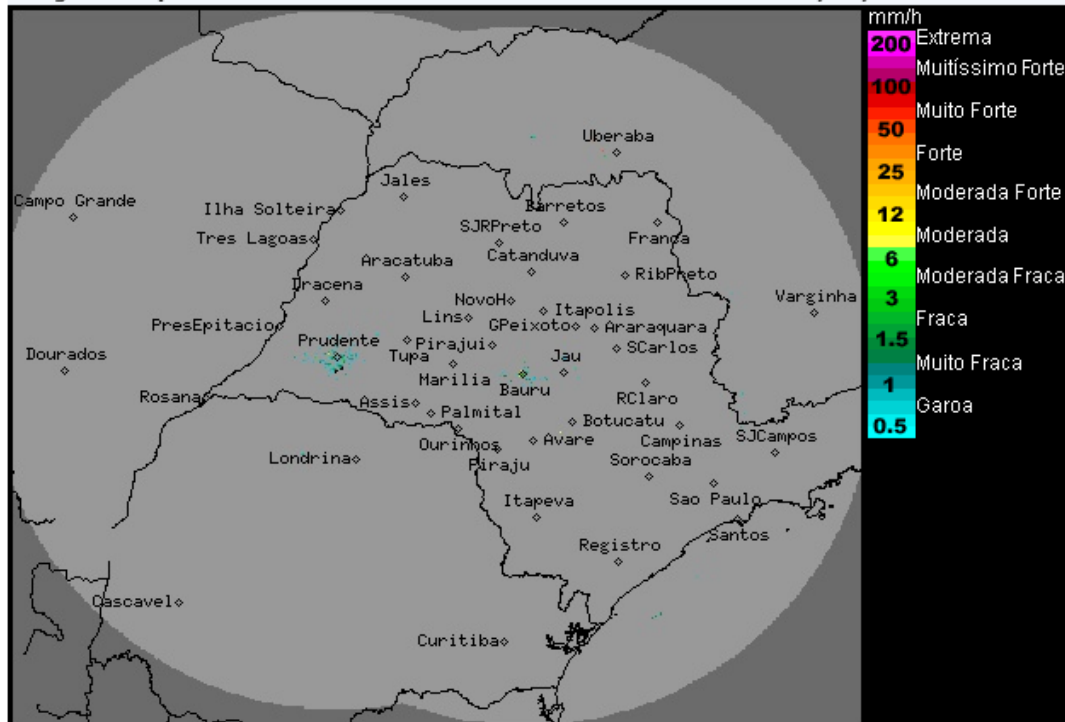 mm/h
200 Extrema
Muitíssimo Forte
100
Muito Forte
50
Forte
25
Moderada Forte
12
Moderada
6
Moderada Fraca
3
Fraca
1.5
Muito Fraca
1
Garoa
0.5
Uberaba
Jales
Campo Grande
Ilha Solteira
Barretos
SJRPreto
Franca
Tres Lagoas
Catanduva
Aracatuba
RibPreto
Dracena
NovoH
Itapolis
Varginha
Lins
GPeixoto
Araraquara
PresEpitacio
Prudente
Pirajui
SCarlos
Dourados
Tupa
Jau
Marilia
Bauru
Rosana
Assis
RClaro
Palmital
Botucatu
Ourinhos
Avare
Campinas
SJCampos
Londrina
Piraju
Sorocaba
Itapeva
Sao Paulo
Santos
Registro
Cascavel
Curitiba